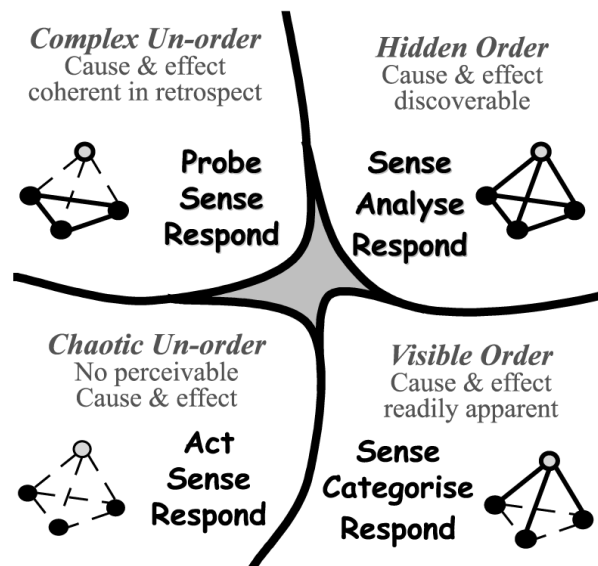 Complex Un-order
Cause & effect
coherent in retrospect
Probe
Sense
Respond
Hidden Order
Cause & effect
discoverable
Sense
Analyse
Respond
Chaotic Un-order
No perceivable
Cause & effect
Act
Sense
Respond
Visible Order
Cause & effect
readily apparent
Sense
Categorise
Respond